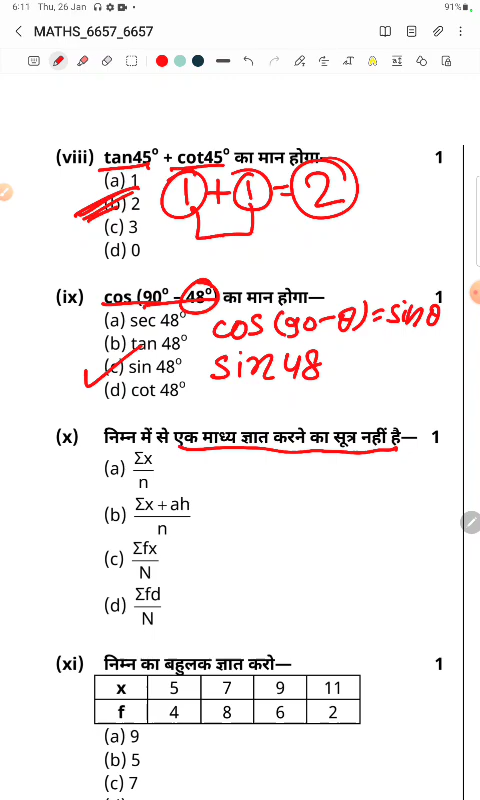 6:11 Thu, 26 Jan 91%
MATHS_6657_6657
(viii) tan45° + cot45° का मान होगा— 1
(a) 1
(b) 2
(c) 3
(d) 0
1 + 1 = 2
(ix) cos (90° – 48°) का मान होगा— 1
(a) sec 48°
(b) tan 48°
(c) sin 48°
(d) cot 48°
cos (90-θ) = sinθ
sin 48
(x) निम्न में से एक माध्य ज्ञात करने का सूत्र नहीं है— 1
(a) Σx/n
(b) Σx + ah/n
(c) Σfx/N
(d) Σfd/N
(xi) निम्न का बहुलक ज्ञात करो— 1
x 5 7 9 11
f 4 8 6 2
(a) 9
(b) 5
(c) 7